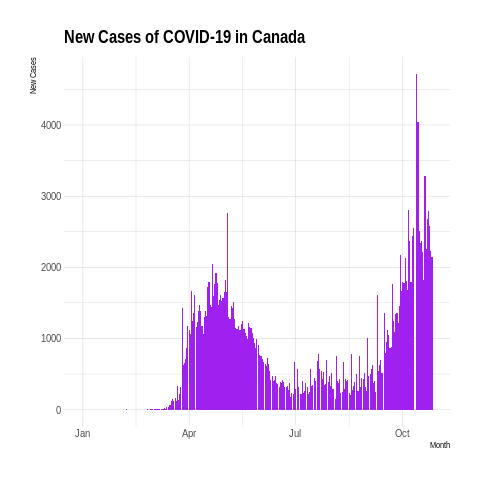 New Cases of COVID-19 in Canada
New Cases
4000
3000
2000
1000
0
Jan Apr Jul Oct
Month